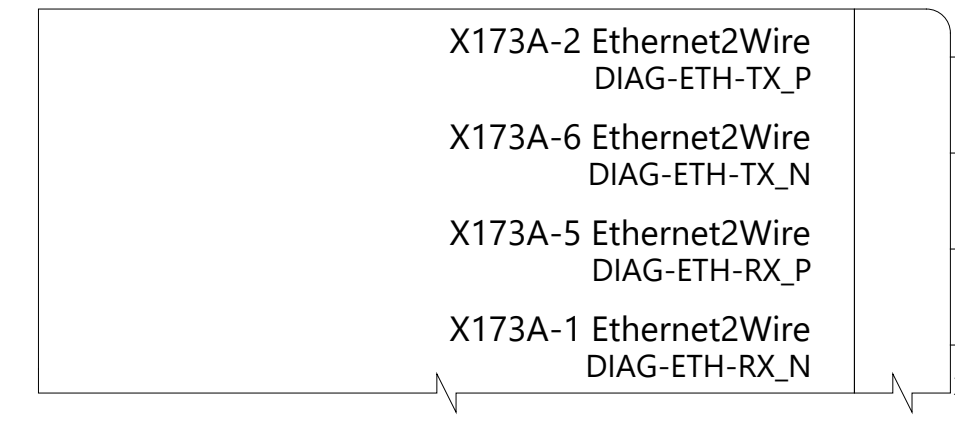 X173A-2 Ethernet2Wire
DIAG-ETH-TX_P
X173A-6 Ethernet2Wire
DIAG-ETH-TX_N
X173A-5 Ethernet2Wire
DIAG-ETH-RX_P
X173A-1 Ethernet2Wire
DIAG-ETH-RX_N